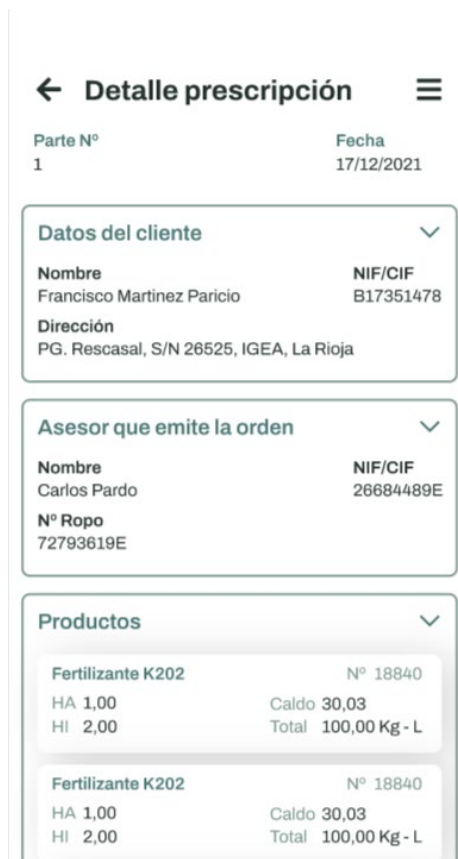 Detalle prescripción
Parte Nº Fecha
1 17/12/2021
Datos del cliente
Nombre NIF/CIF
Francisco Martinez Paricio B17351478
Dirección
PG. Rescasal, S/N 26525, IGEA, La Rioja
Asesor que emite la orden
Nombre NIF/CIF
Carlos Pardo 26684489E
Nº Ropo
72793619E
Productos
Fertilizante K202 Nº 18840
HA 1,00 Caldo 30,03
HI 2,00 Total 100,00 Kg - L
Fertilizante K202 Nº 18840
HA 1,00 Caldo 30,03
HI 2,00 Total 100,00 Kg - L